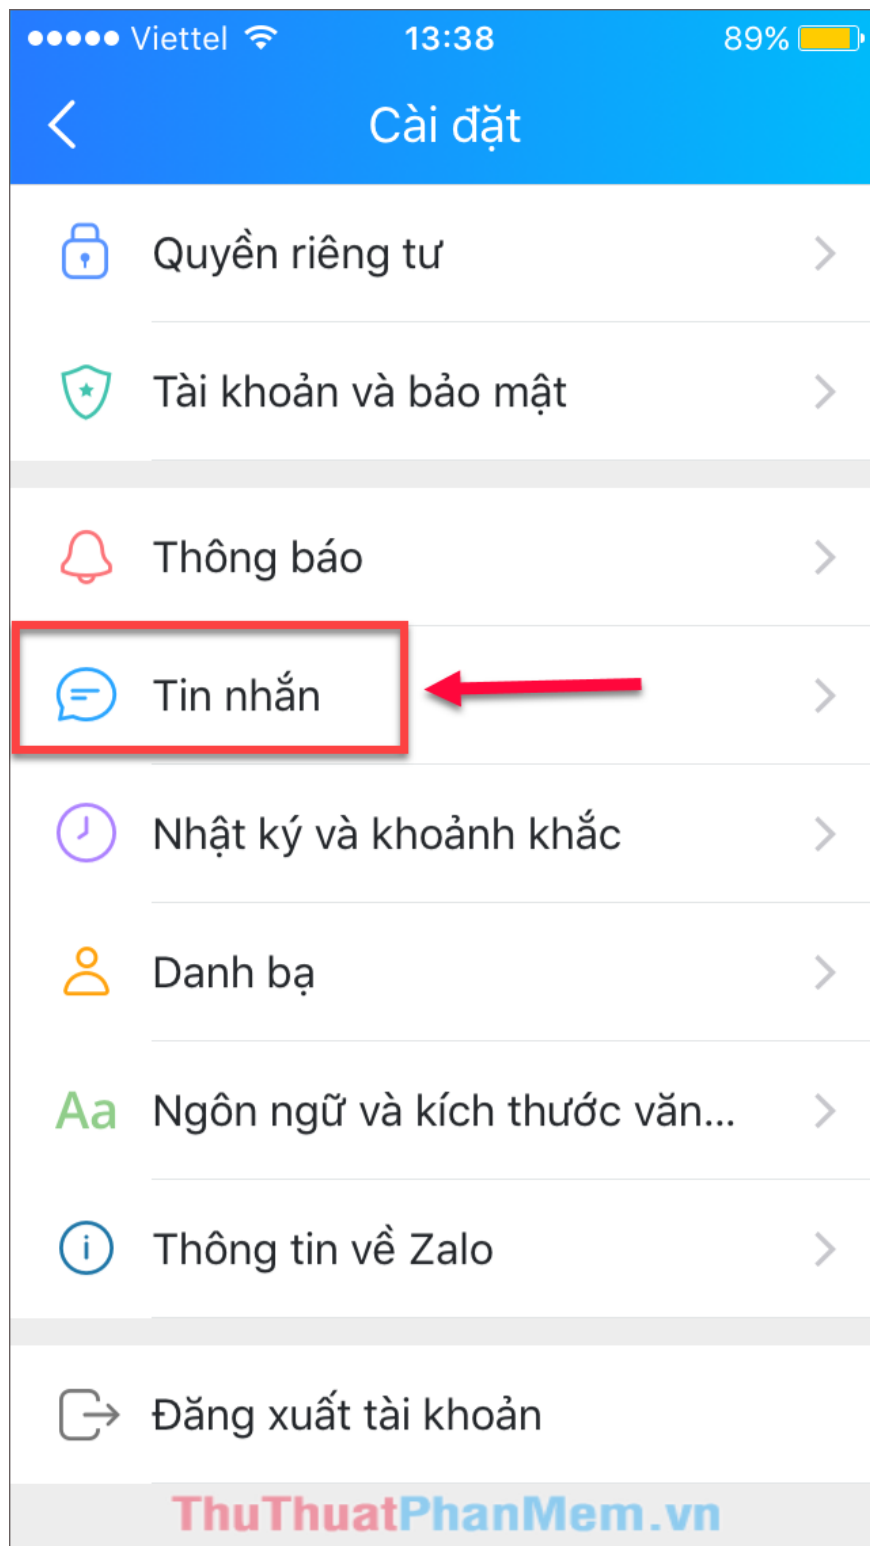 Viettel 13:38 89%
Cài đặt
Quyền riêng tư
Tài khoản và bảo mật
Thông báo
Tin nhắn
Nhật ký và khoảnh khắc
Danh bạ
Aa Ngôn ngữ và kích thước văn...
Thông tin về Zalo
Đăng xuất tài khoản
ThuThuatPhanMem.vn